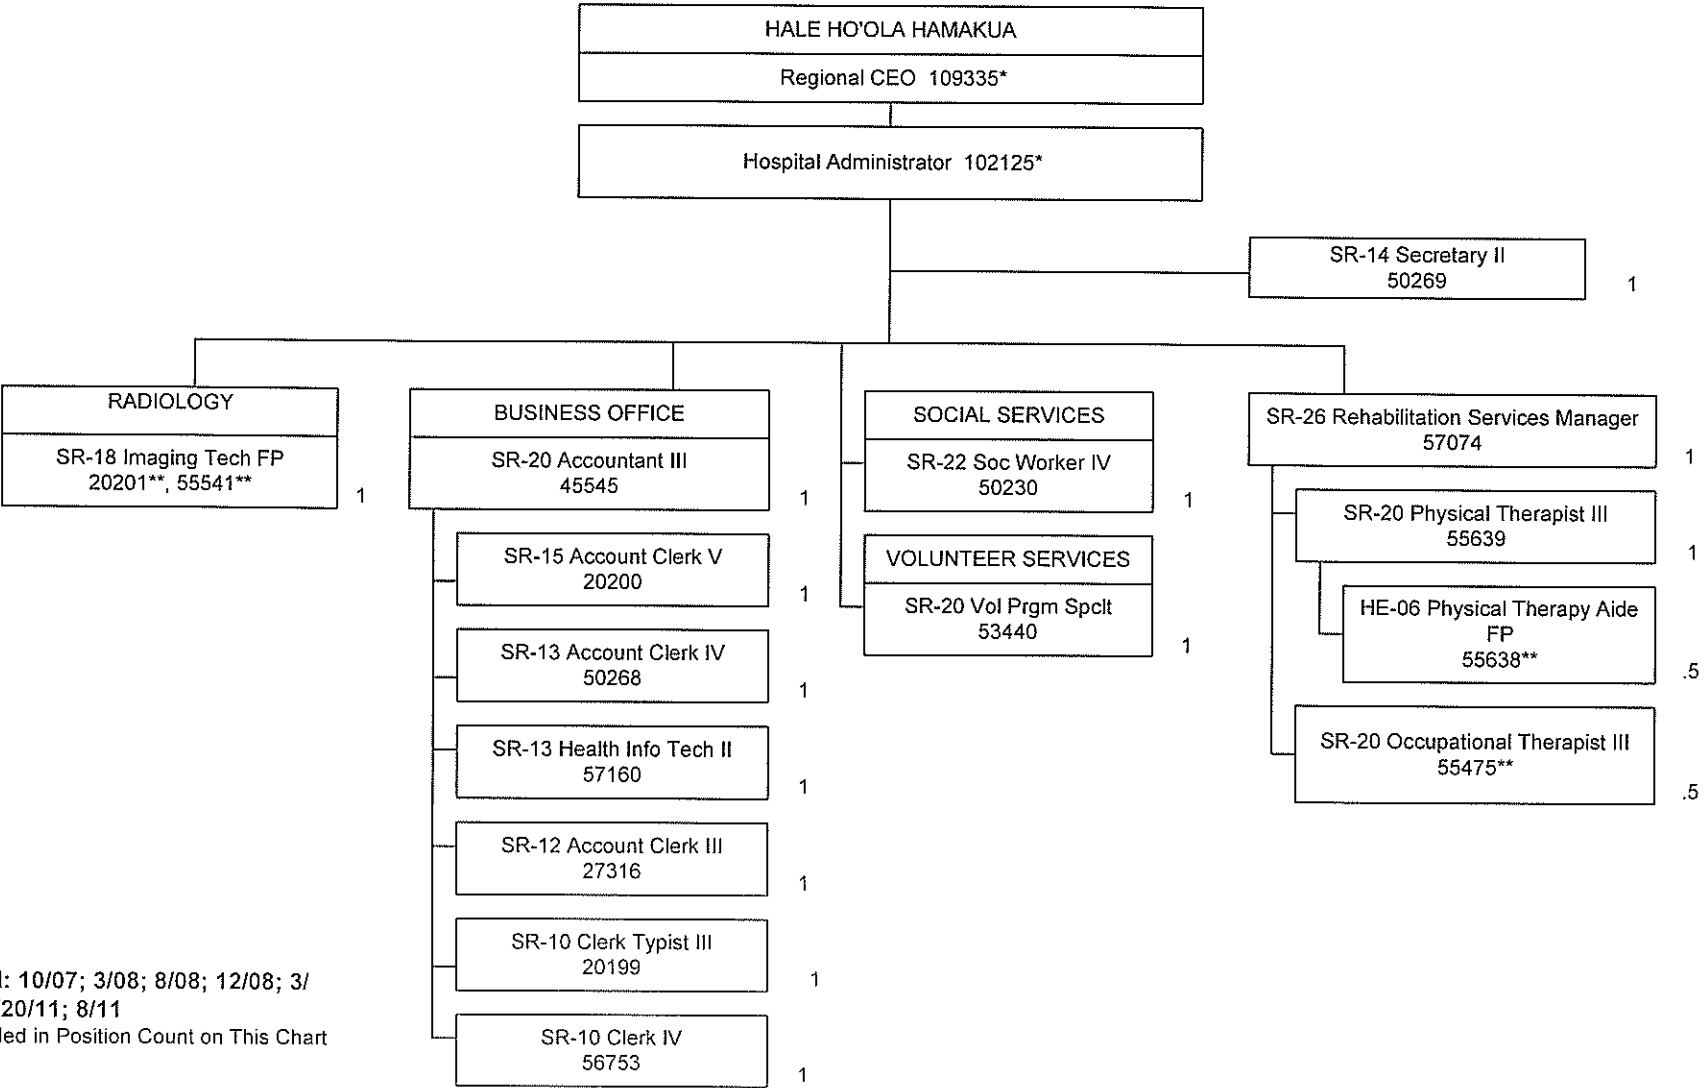 HALE HO'OLA HAMAKUA
Regional CEO 109335*
Hospital Administrator 102125*
SR-14 Secretary II
50269
1
RADIOLOGY
SR-18 Imaging Tech FP
20201**, 55541**
1
BUSINESS OFFICE
SR-20 Accountant III
45545
1
SR-15 Account Clerk V
20200
1
SR-13 Account Clerk IV
50268
1
SR-13 Health Info Tech II
57160
1
SR-12 Account Clerk III
27316
1
SR-10 Clerk Typist III
20199
1
SR-10 Clerk IV
56753
1
SOCIAL SERVICES
SR-22 Soc Worker IV
50230
1
VOLUNTEER SERVICES
SR-20 Vol Prgm Spclt
53440
1
SR-26 Rehabilitation Services Manager
57074
1
SR-20 Physical Therapist III
55639
1
HE-06 Physical Therapy Aide
FP
55638**
.5
SR-20 Occupational Therapist III
55475**
.5
: 10/07; 3/08; 8/08; 12/08; 3/
/20/11; 8/11
ed in Position Count on This Chart